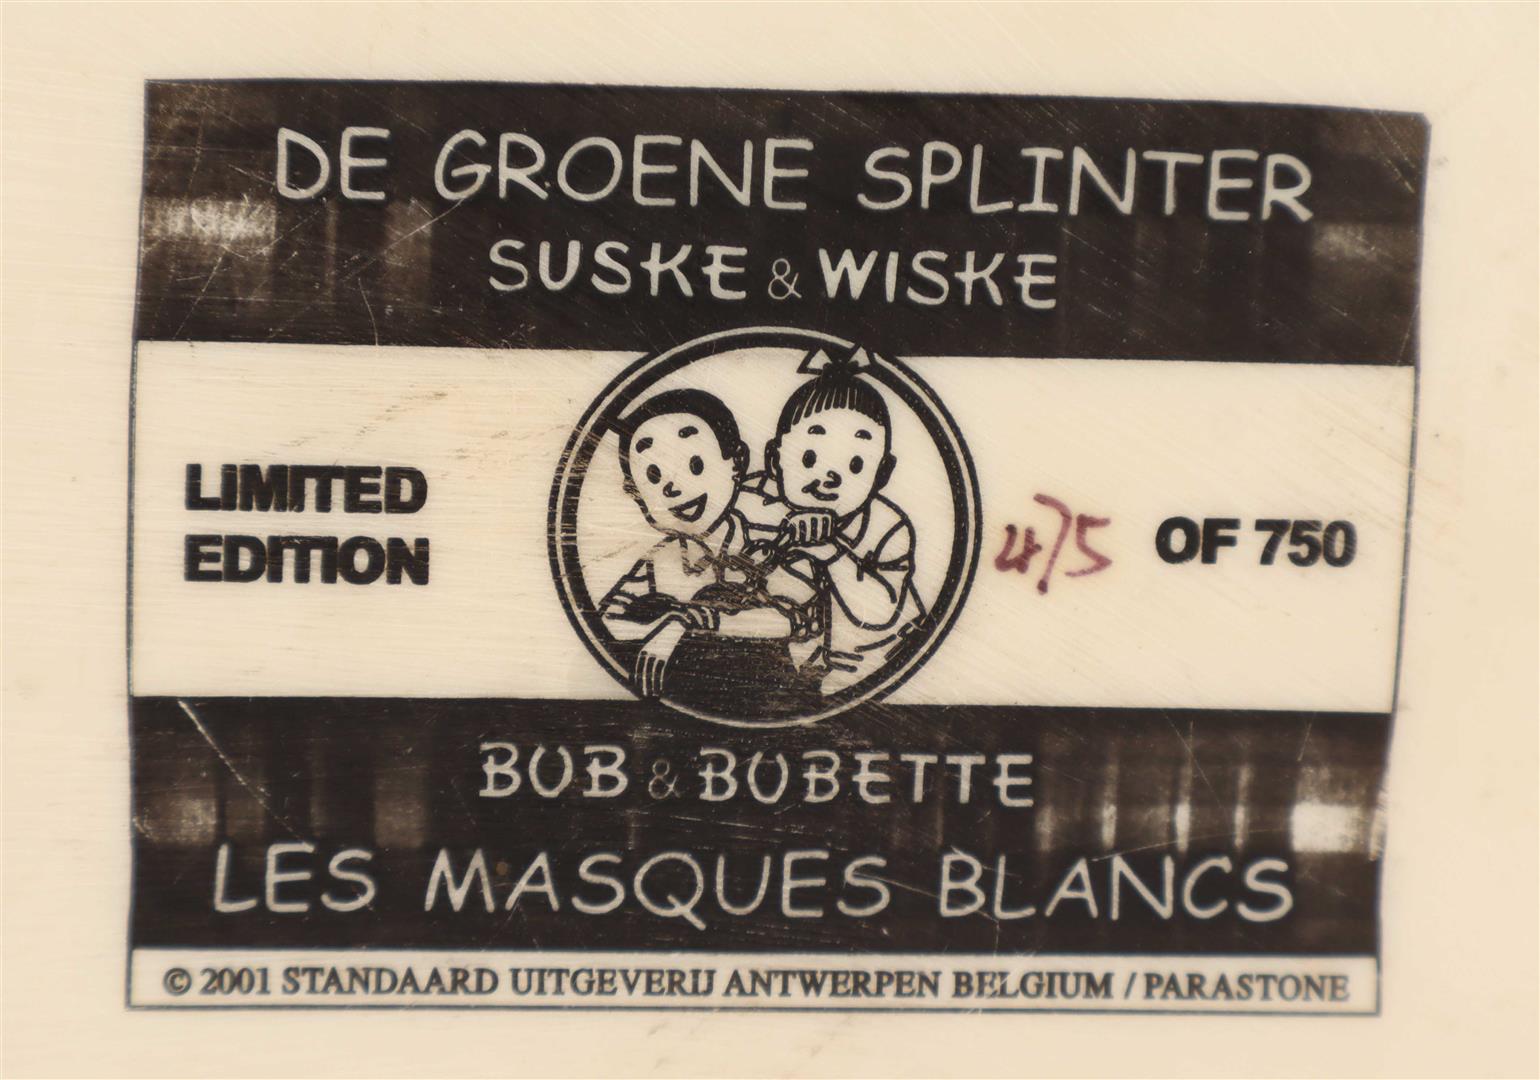 DE GROENE SPLINTER
SUSKE & WISKE
LIMITED
EDITION
475 OF 750
BOB & BOBETTE
LES MASQUES BLANCS
© 2001 STANDAARD UITGEVERIJ ANTWERPEN BELGIUM / PARASTONE